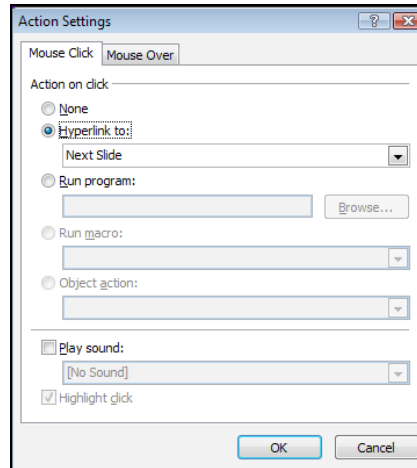 Action Settings
Mouse Click Mouse Over
Action on click
None
Hyperlink to:
Next Slide
Run program:
Browse...
Run macro:
Object action:
Play sound:
[No Sound]
Highlight click
OK Cancel